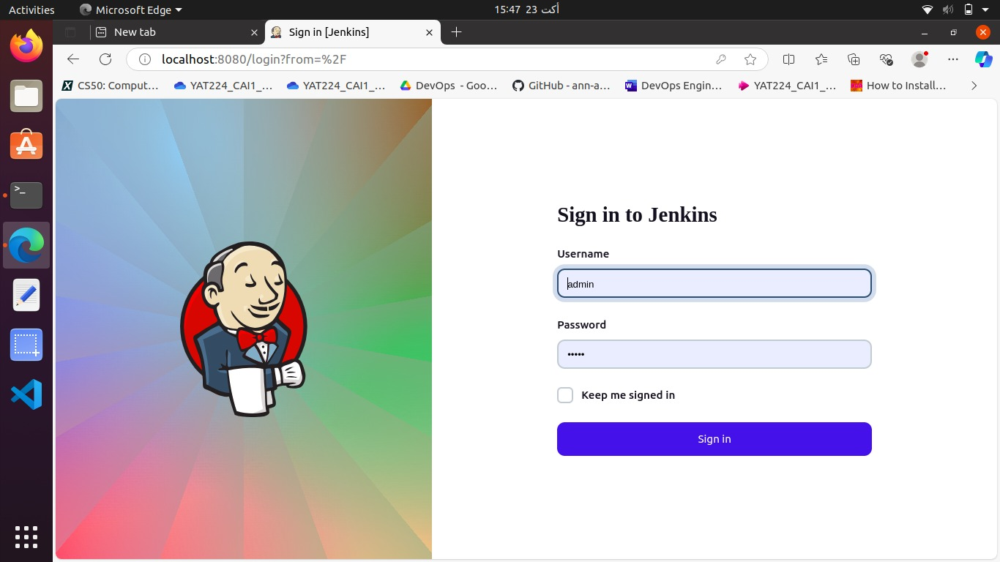 Activities
Microsoft Edge
15:47 23 أكت
New tab
Sign in [Jenkins]
localhost:8080/login?from=%2F
CS50: Comput...
YAT224_CAI1_...
YAT224_CAI1_...
DevOps - Goo...
GitHub - ann-a...
DevOps Engin...
YAT224_CAI1_...
How to Install...
Sign in to Jenkins
Username
admin
Password
•••••
Keep me signed in
Sign in